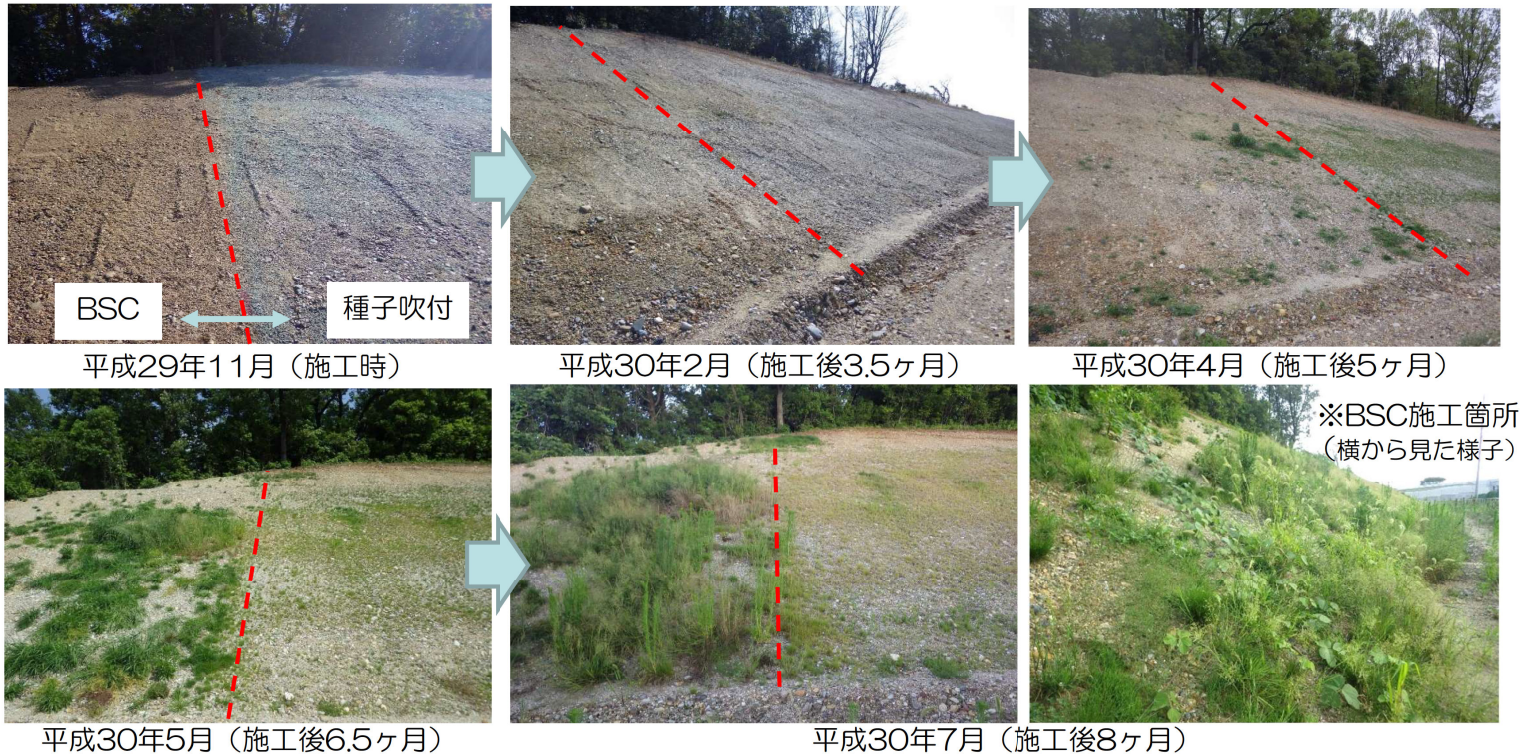 BSC
種子吹付
平成29年11月（施工時）
平成30年2月（施工後3.5ヶ月）
平成30年4月（施工後5ヶ月）
※BSC施工箇所
（横から見た様子）
平成30年5月（施工後6.5ヶ月）
平成30年7月（施工後8ヶ月）